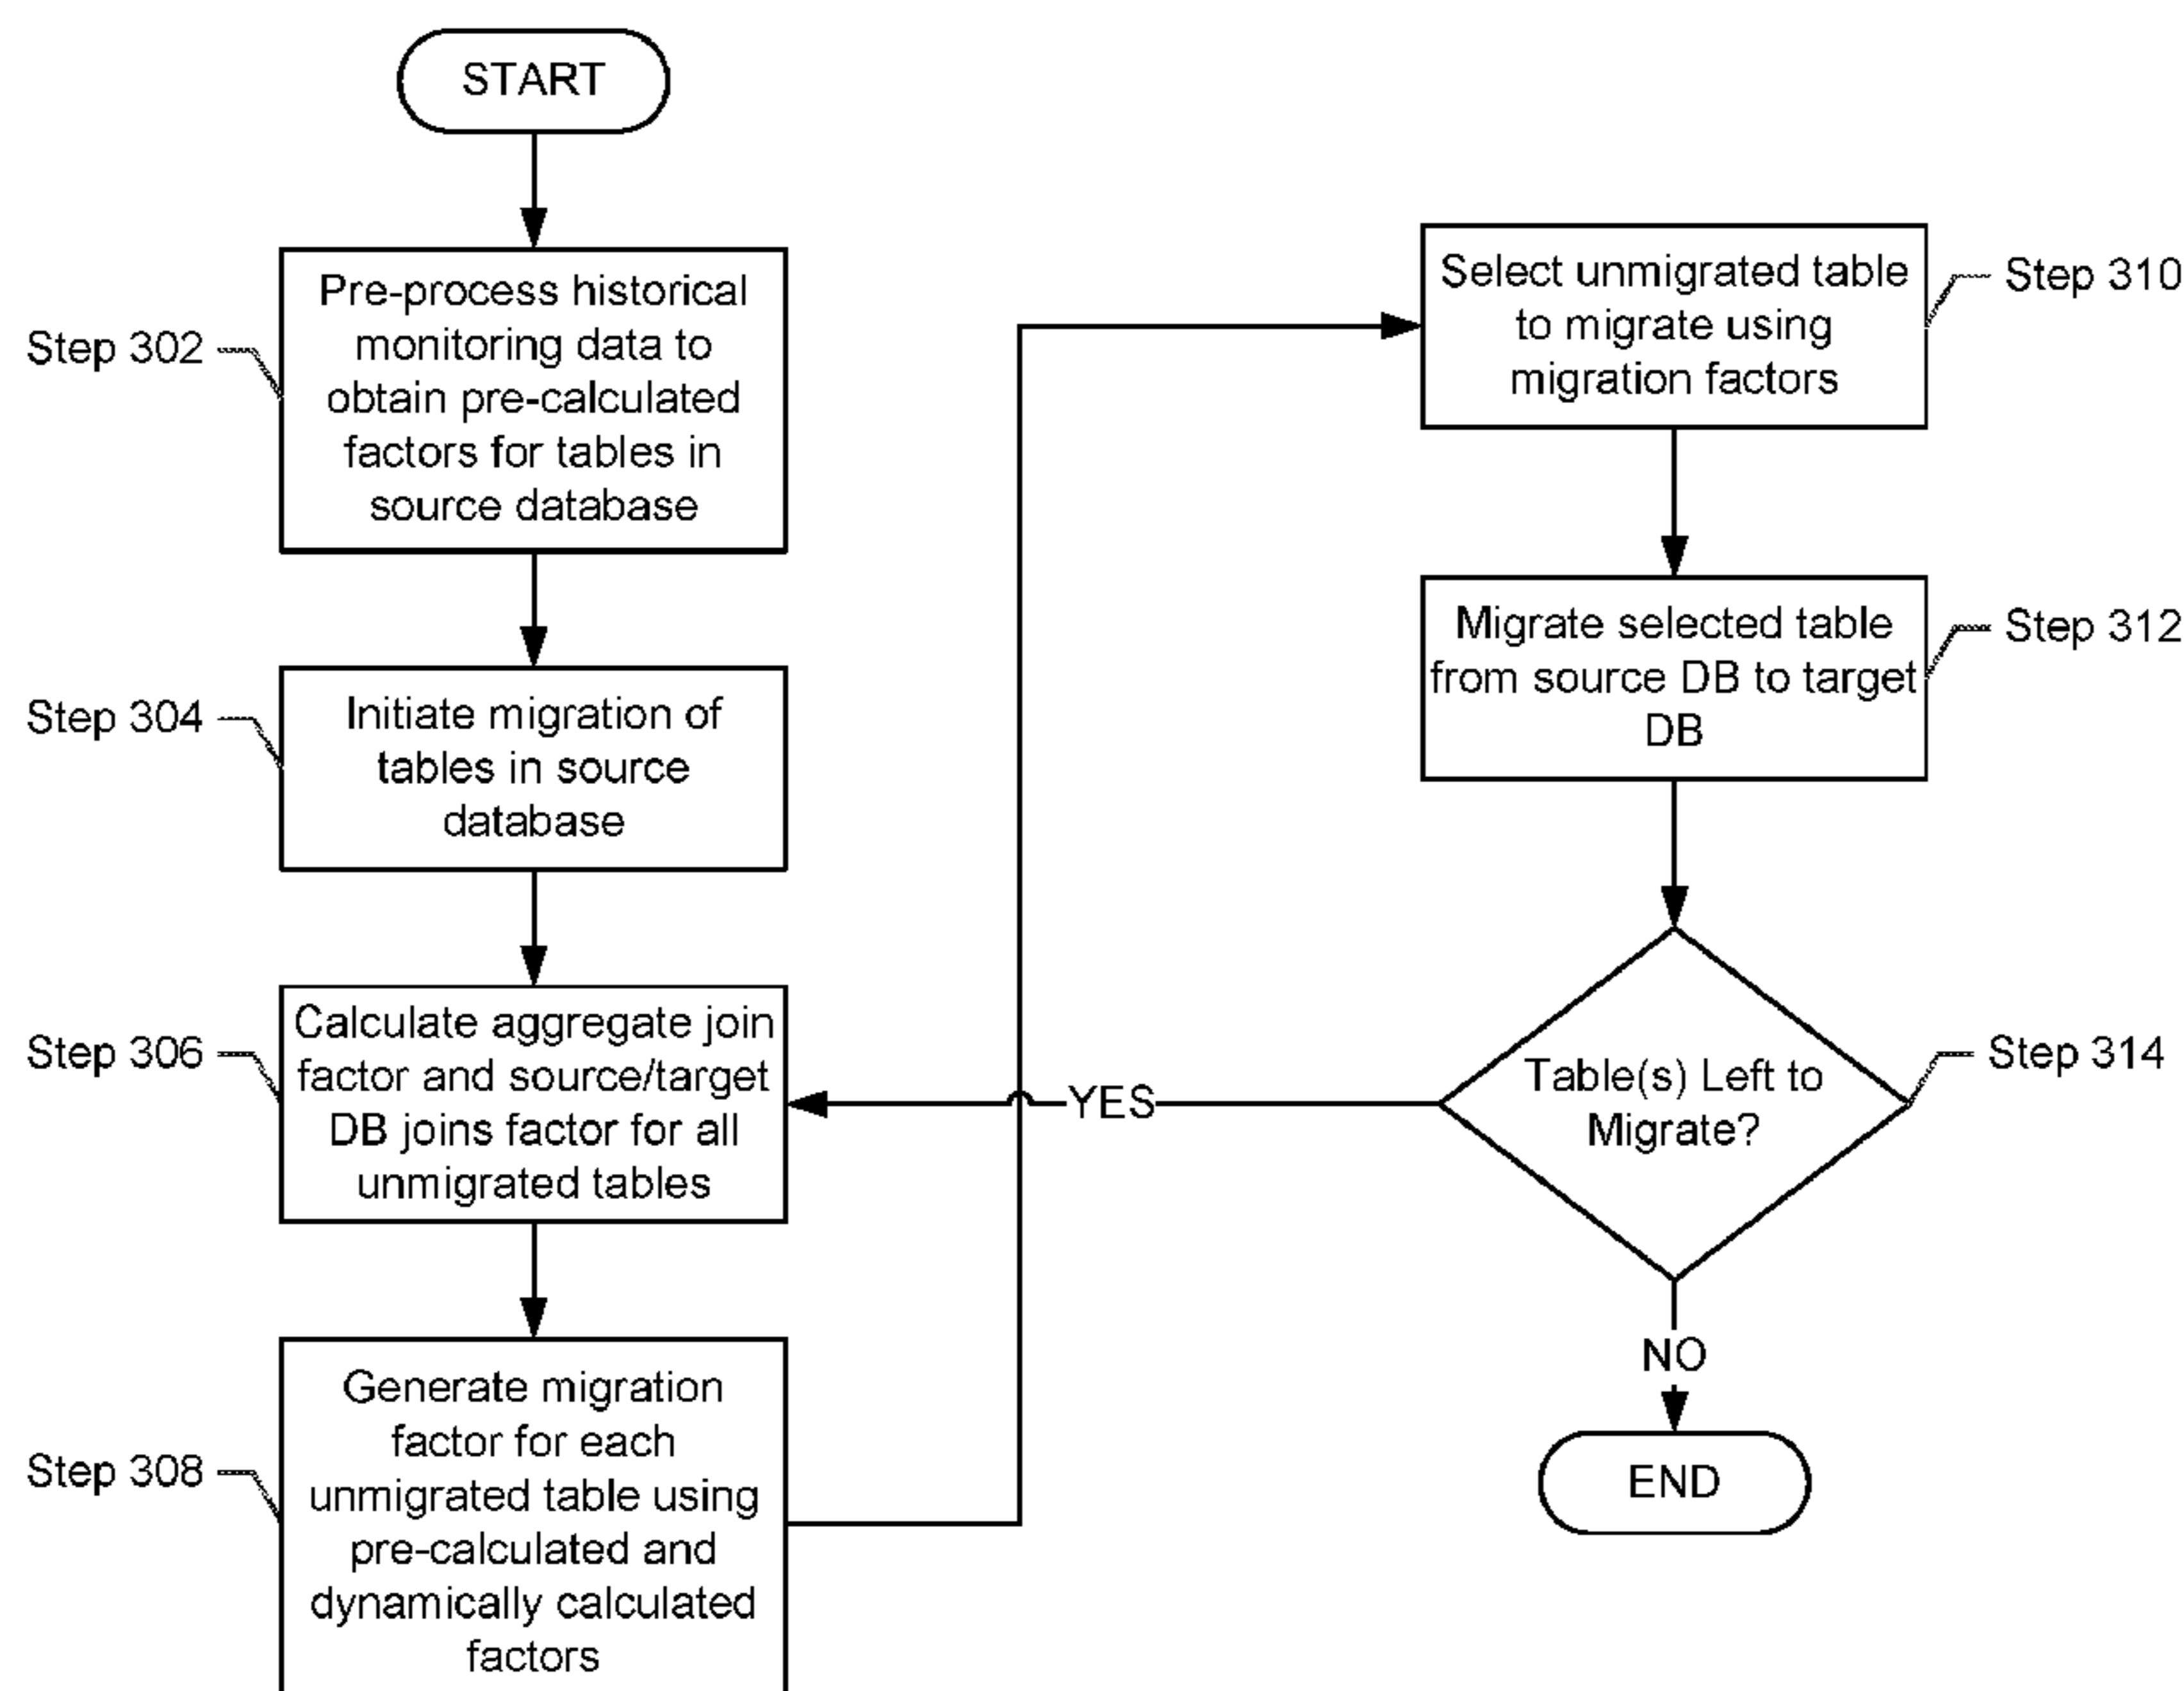 START
Step 302
Pre-process historical
monitoring data to
obtain pre-calculated
factors for tables in
source database
Step 304
Initiate migration of
tables in source
database
Step 306
Calculate aggregate join
factor and source/target
DB joins factor for all
unmigrated tables
Step 308
Generate migration
factor for each
unmigrated table using
pre-calculated and
dynamically calculated
factors
Select unmigrated table
to migrate using
migration factors
Step 310
Migrate selected table
from source DB to target
DB
Step 312
Table(s) Left to
Migrate?
Step 314
YES
NO
END